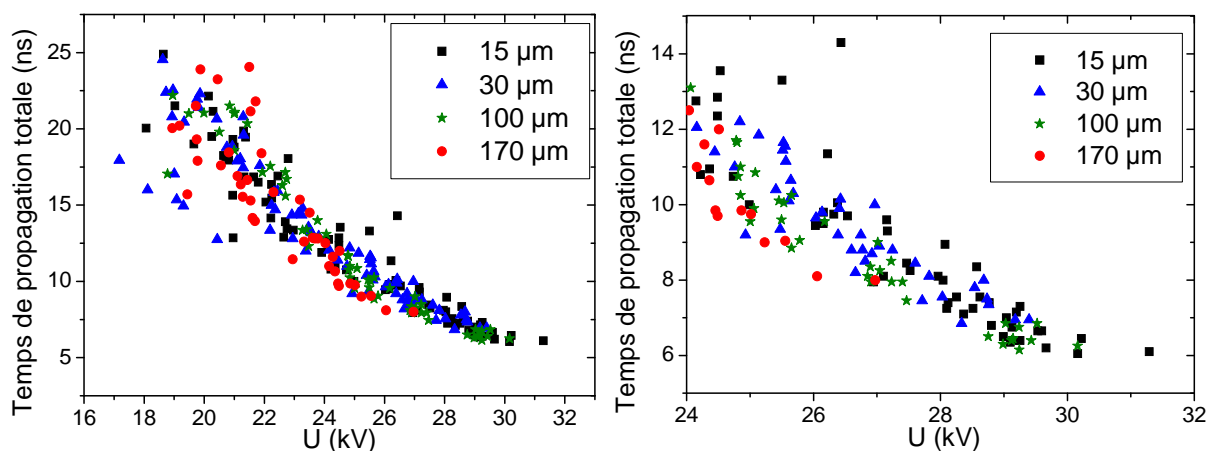 Temps de propagation totale (ns)
25
20
15
10
5
16 18 20 22 24 26 28 30 32
U (kV)
15 µm
30 µm
100 µm
170 µm
Temps de propagation totale (ns)
14
12
10
8
6
4
24 26 28 30 32
U (kV)
15 µm
30 µm
100 µm
170 µm